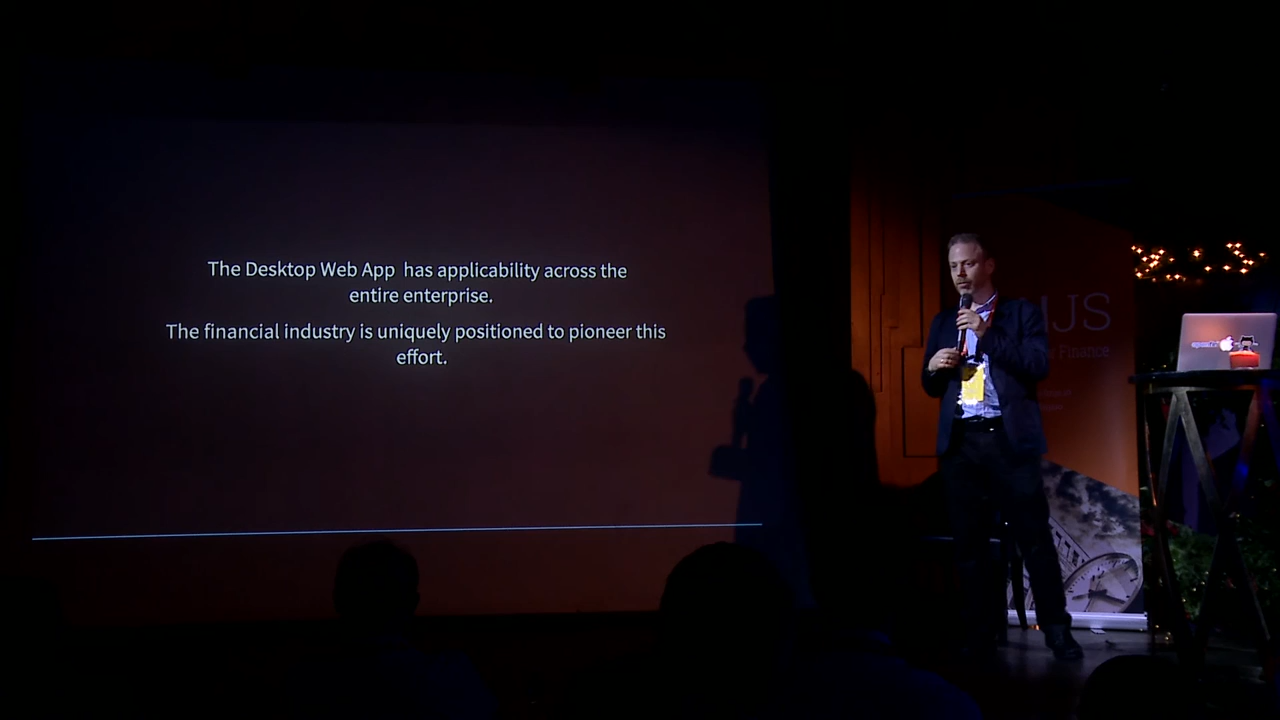 The Desktop Web App has applicability across the
entire enterprise.
The financial industry is uniquely positioned to pioneer this
effort.
JS
Finance